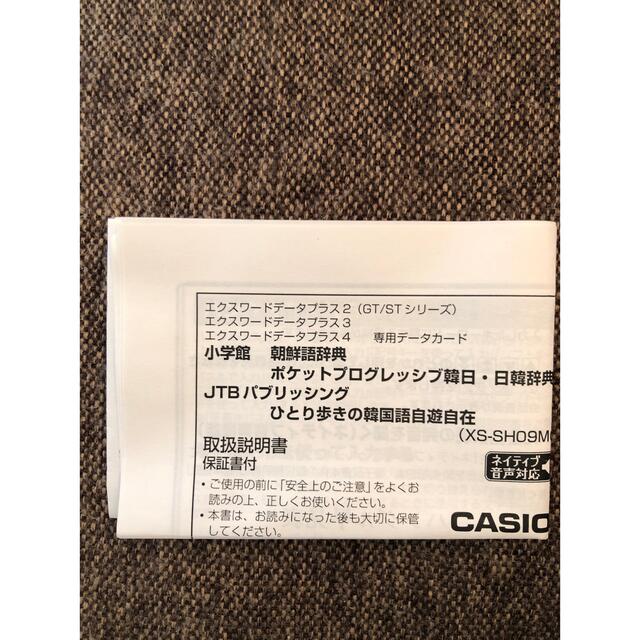 エクスワードデータプラス2（GT/STシリーズ）
エクスワードデータプラス3
エクスワードデータプラス4　専用データカード
小学館　朝鮮語辞典
ポケットプログレッシブ韓日・日韓辞典
JTBパブリッシング
ひとり歩きの韓国語自遊自在
（XS-SH09M
取扱説明書
保証書付
ネイティブ
音声対応
・ご使用の前に「安全上のご注意」をよくお
読みの上、正しくお使いください。
・本書は、お読みになった後も大切に保管
してください。
CASIO